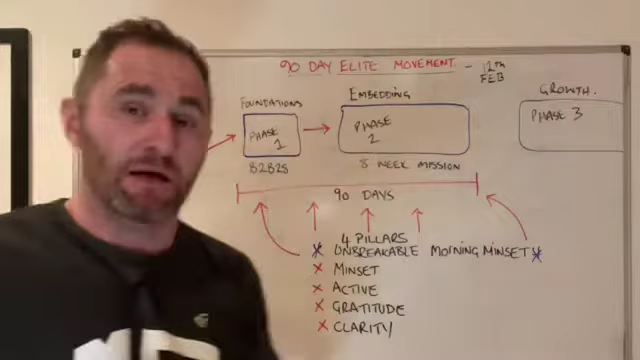 90 DAY ELITE MOVEMENT - 12TH FEB
FOUNDATIONS
EMBEDDING
GROWTH.
PHASE 1
PHASE 2
PHASE 3
B2B2S
8 WEEK MISSION
90 DAYS
4 PILLARS
UNBREAKABLE MORNING MINSET
MINSET
ACTIVE
GRATITUDE
CLARITY